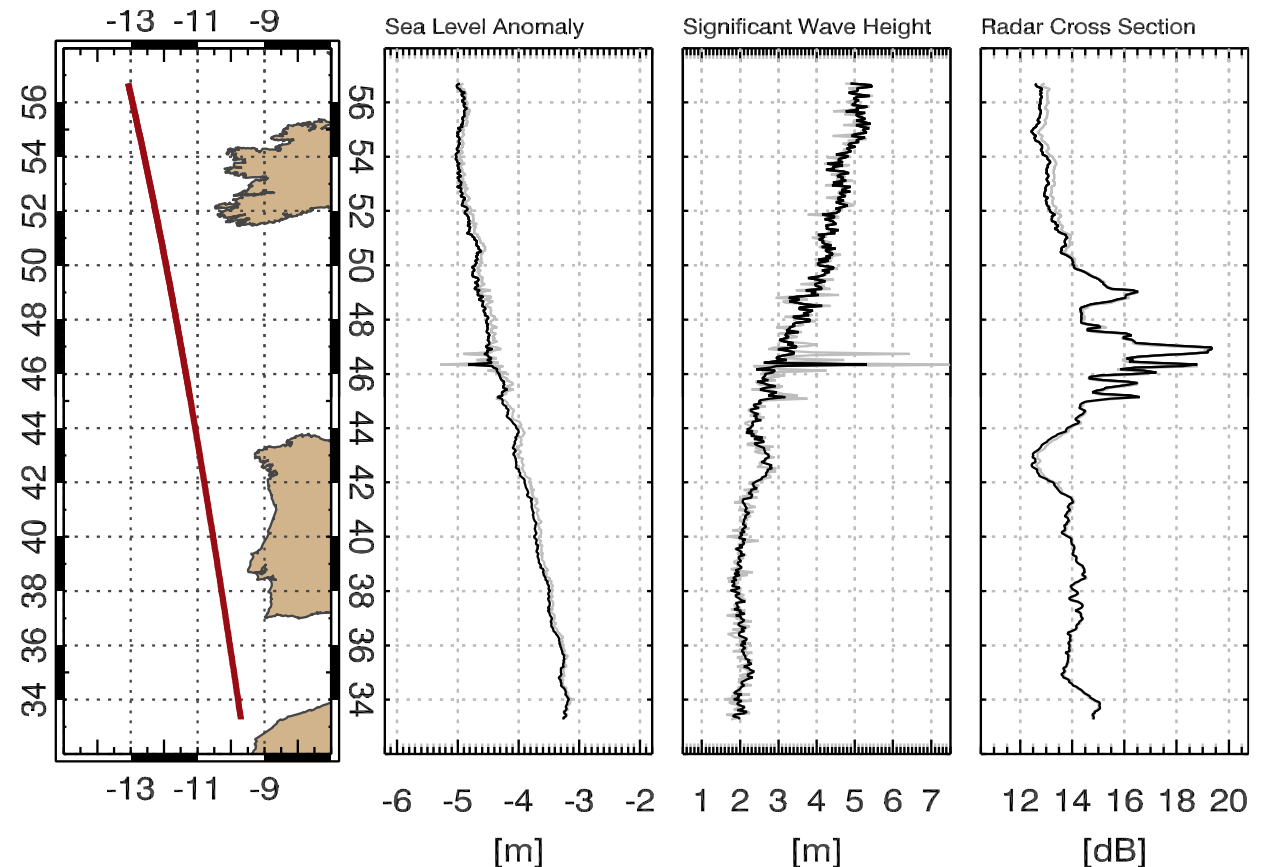 -13 -11 -9
Sea Level Anomaly
Significant Wave Height
Radar Cross Section
56
54
52
50
48
46
44
42
40
38
36
34
56
54
52
50
48
46
44
42
40
38
36
34
-13 -11 -9
-6 -5 -4 -3 -2
1 2 3 4 5 6 7
12 14 16 18 20
[m]
[m]
[dB]